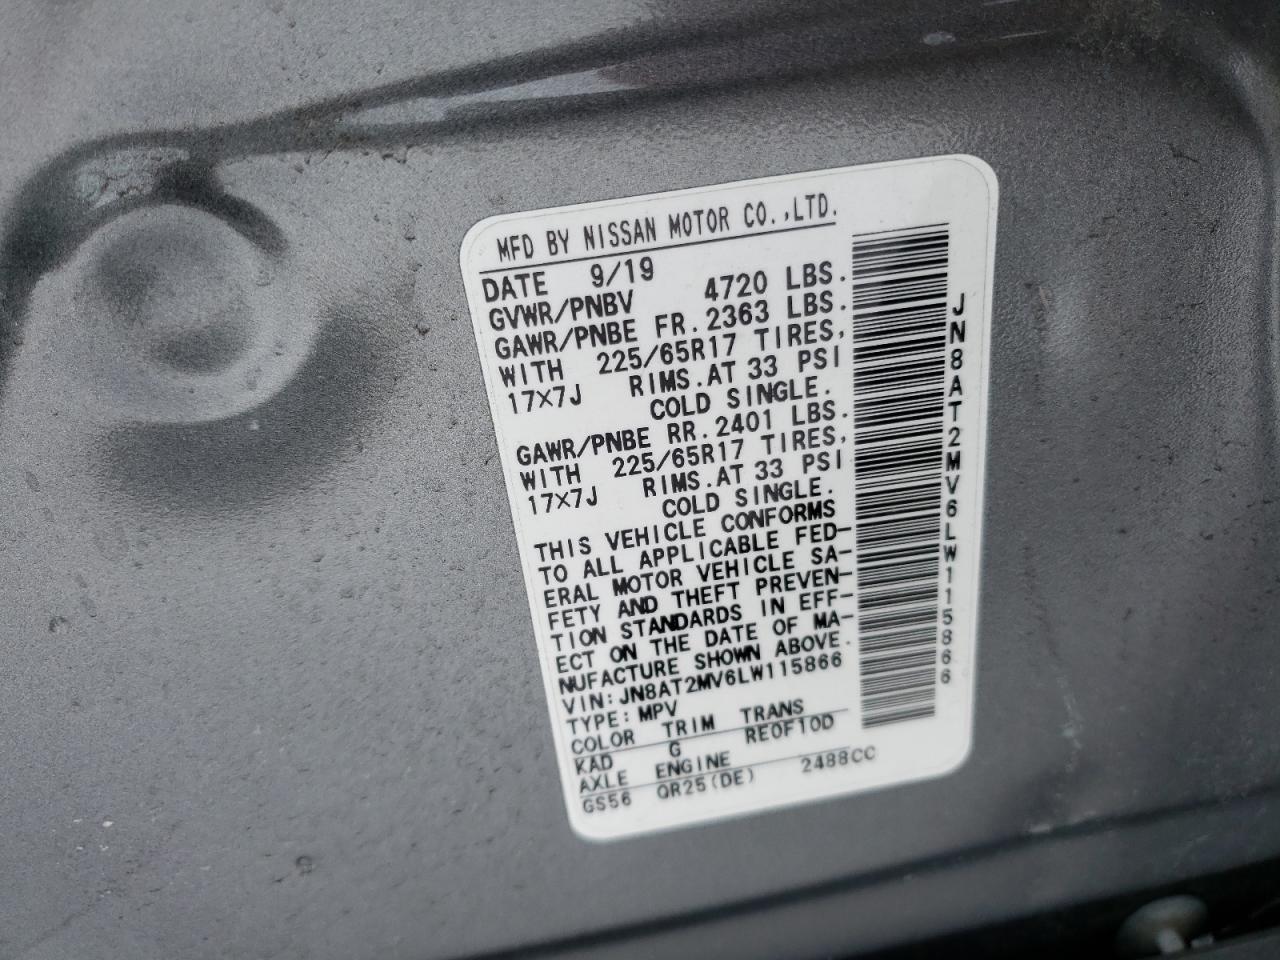 MFD BY NISSAN MOTOR CO.,LTD.
DATE 9/19
GVWR/PNBV 4720 LBS.
GAWR/PNBE FR. 2363 LBS.
WITH 225/65R17 TIRES,
17X7J RIMS.AT 33 PSI
COLD SINGLE.
GAWR/PNBE RR. 2401 LBS.
WITH 225/65R17 TIRES,
17X7J RIMS.AT 33 PSI
COLD SINGLE.
THIS VEHICLE CONFORMS
TO ALL APPLICABLE FED-
ERAL MOTOR VEHICLE SA-
FETY AND THEFT PREVEN-
TION STANDARDS IN EFF-
ECT ON THE DATE OF MA-
NUFACTURE SHOWN ABOVE.
VIN: JN8AT2MV6LW115866
TYPE: MPV
COLOR TRIM TRANS
KAD G RE0F10D
AXLE ENGINE
GS56 QR25(DE) 2488CC
JN8AT2MV6LW115866